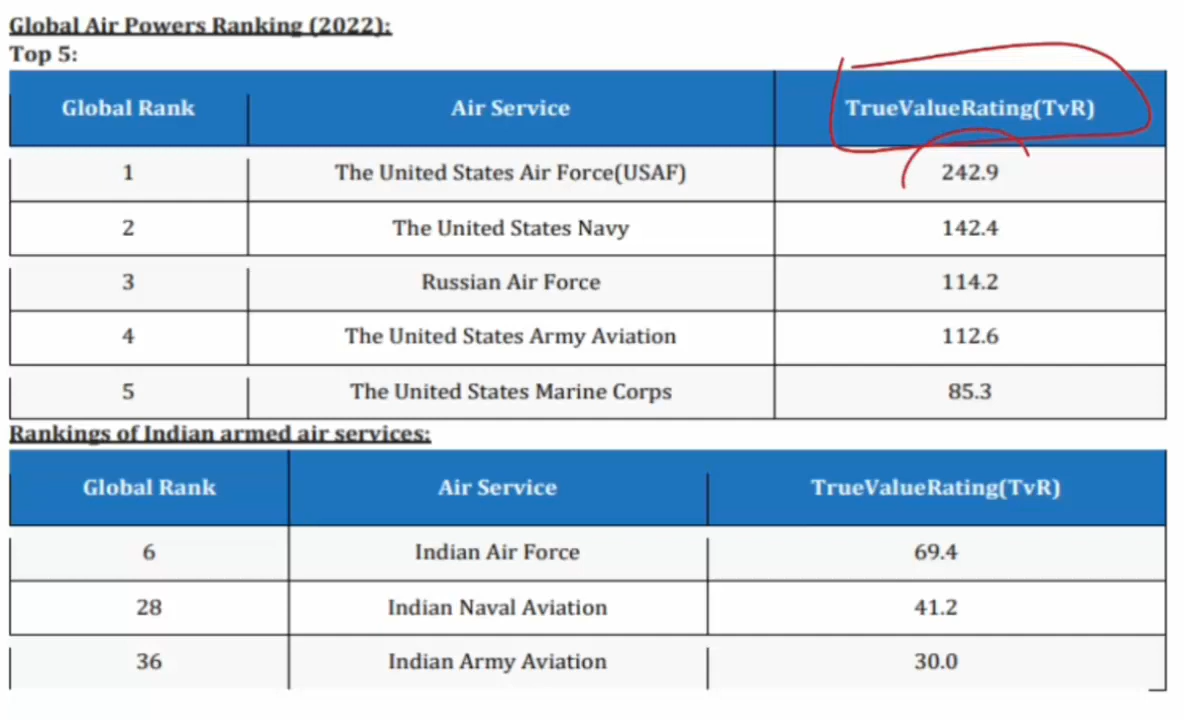 Global Air Powers Ranking (2022):
Top 5:
Global Rank Air Service TrueValueRating(TvR)
1 The United States Air Force(USAF) 242.9
2 The United States Navy 142.4
3 Russian Air Force 114.2
4 The United States Army Aviation 112.6
5 The United States Marine Corps 85.3
Rankings of Indian armed air services:
Global Rank Air Service TrueValueRating(TvR)
6 Indian Air Force 69.4
28 Indian Naval Aviation 41.2
36 Indian Army Aviation 30.0